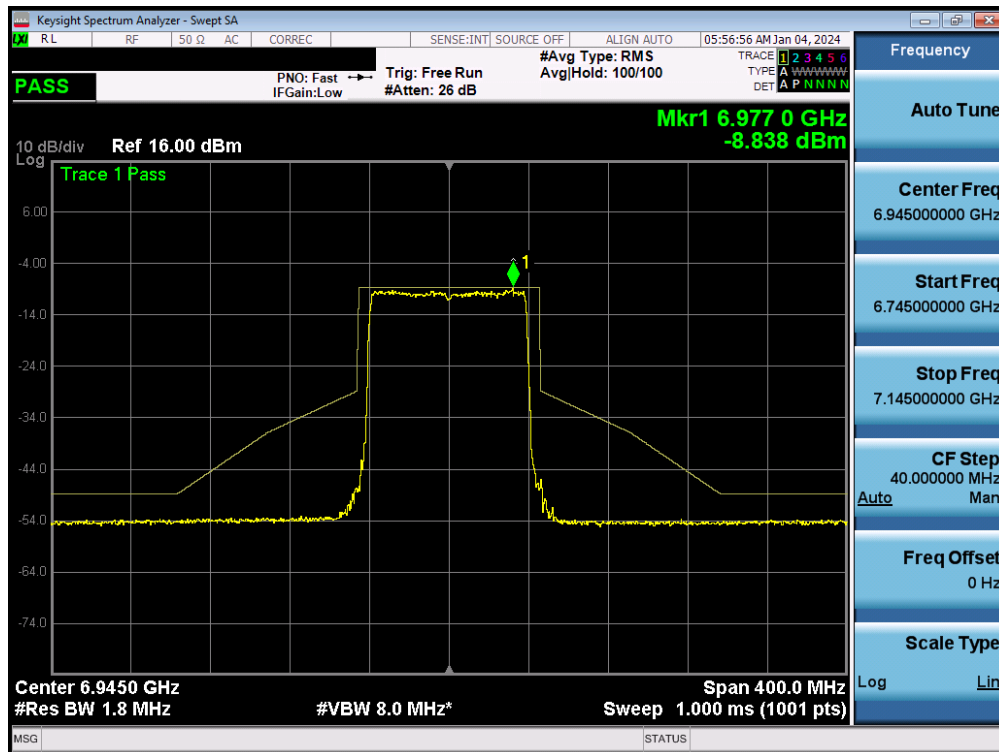 Keysight Spectrum Analyzer - Swept SA
LXI RL RF 50 Ω AC CORREC SENSE:INT SOURCE OFF ALIGN AUTO 05:56:56 AM Jan 04, 2024
PASS
PNO: Fast
IFGain:Low
Trig: Free Run
#Atten: 26 dB
#Avg Type: RMS
Avg|Hold: 100/100
TRACE 1 2 3 4 5 6
TYPE A WWWWW
DET A P N N N N
Mkr1 6.977 0 GHz
-8.838 dBm
10 dB/div Ref 16.00 dBm
Log
Trace 1 Pass
1
6.00
-4.00
-14.0
-24.0
-34.0
-44.0
-54.0
-64.0
-74.0
Center 6.9450 GHz
Span 400.0 MHz
#Res BW 1.8 MHz
#VBW 8.0 MHz*
Sweep 1.000 ms (1001 pts)
MSG
STATUS
Frequency
Auto Tune
Center Freq
6.945000000 GHz
Start Freq
6.745000000 GHz
Stop Freq
7.145000000 GHz
CF Step
40.000000 MHz
Auto Man
Freq Offset
0 Hz
Scale Type
Log Lin